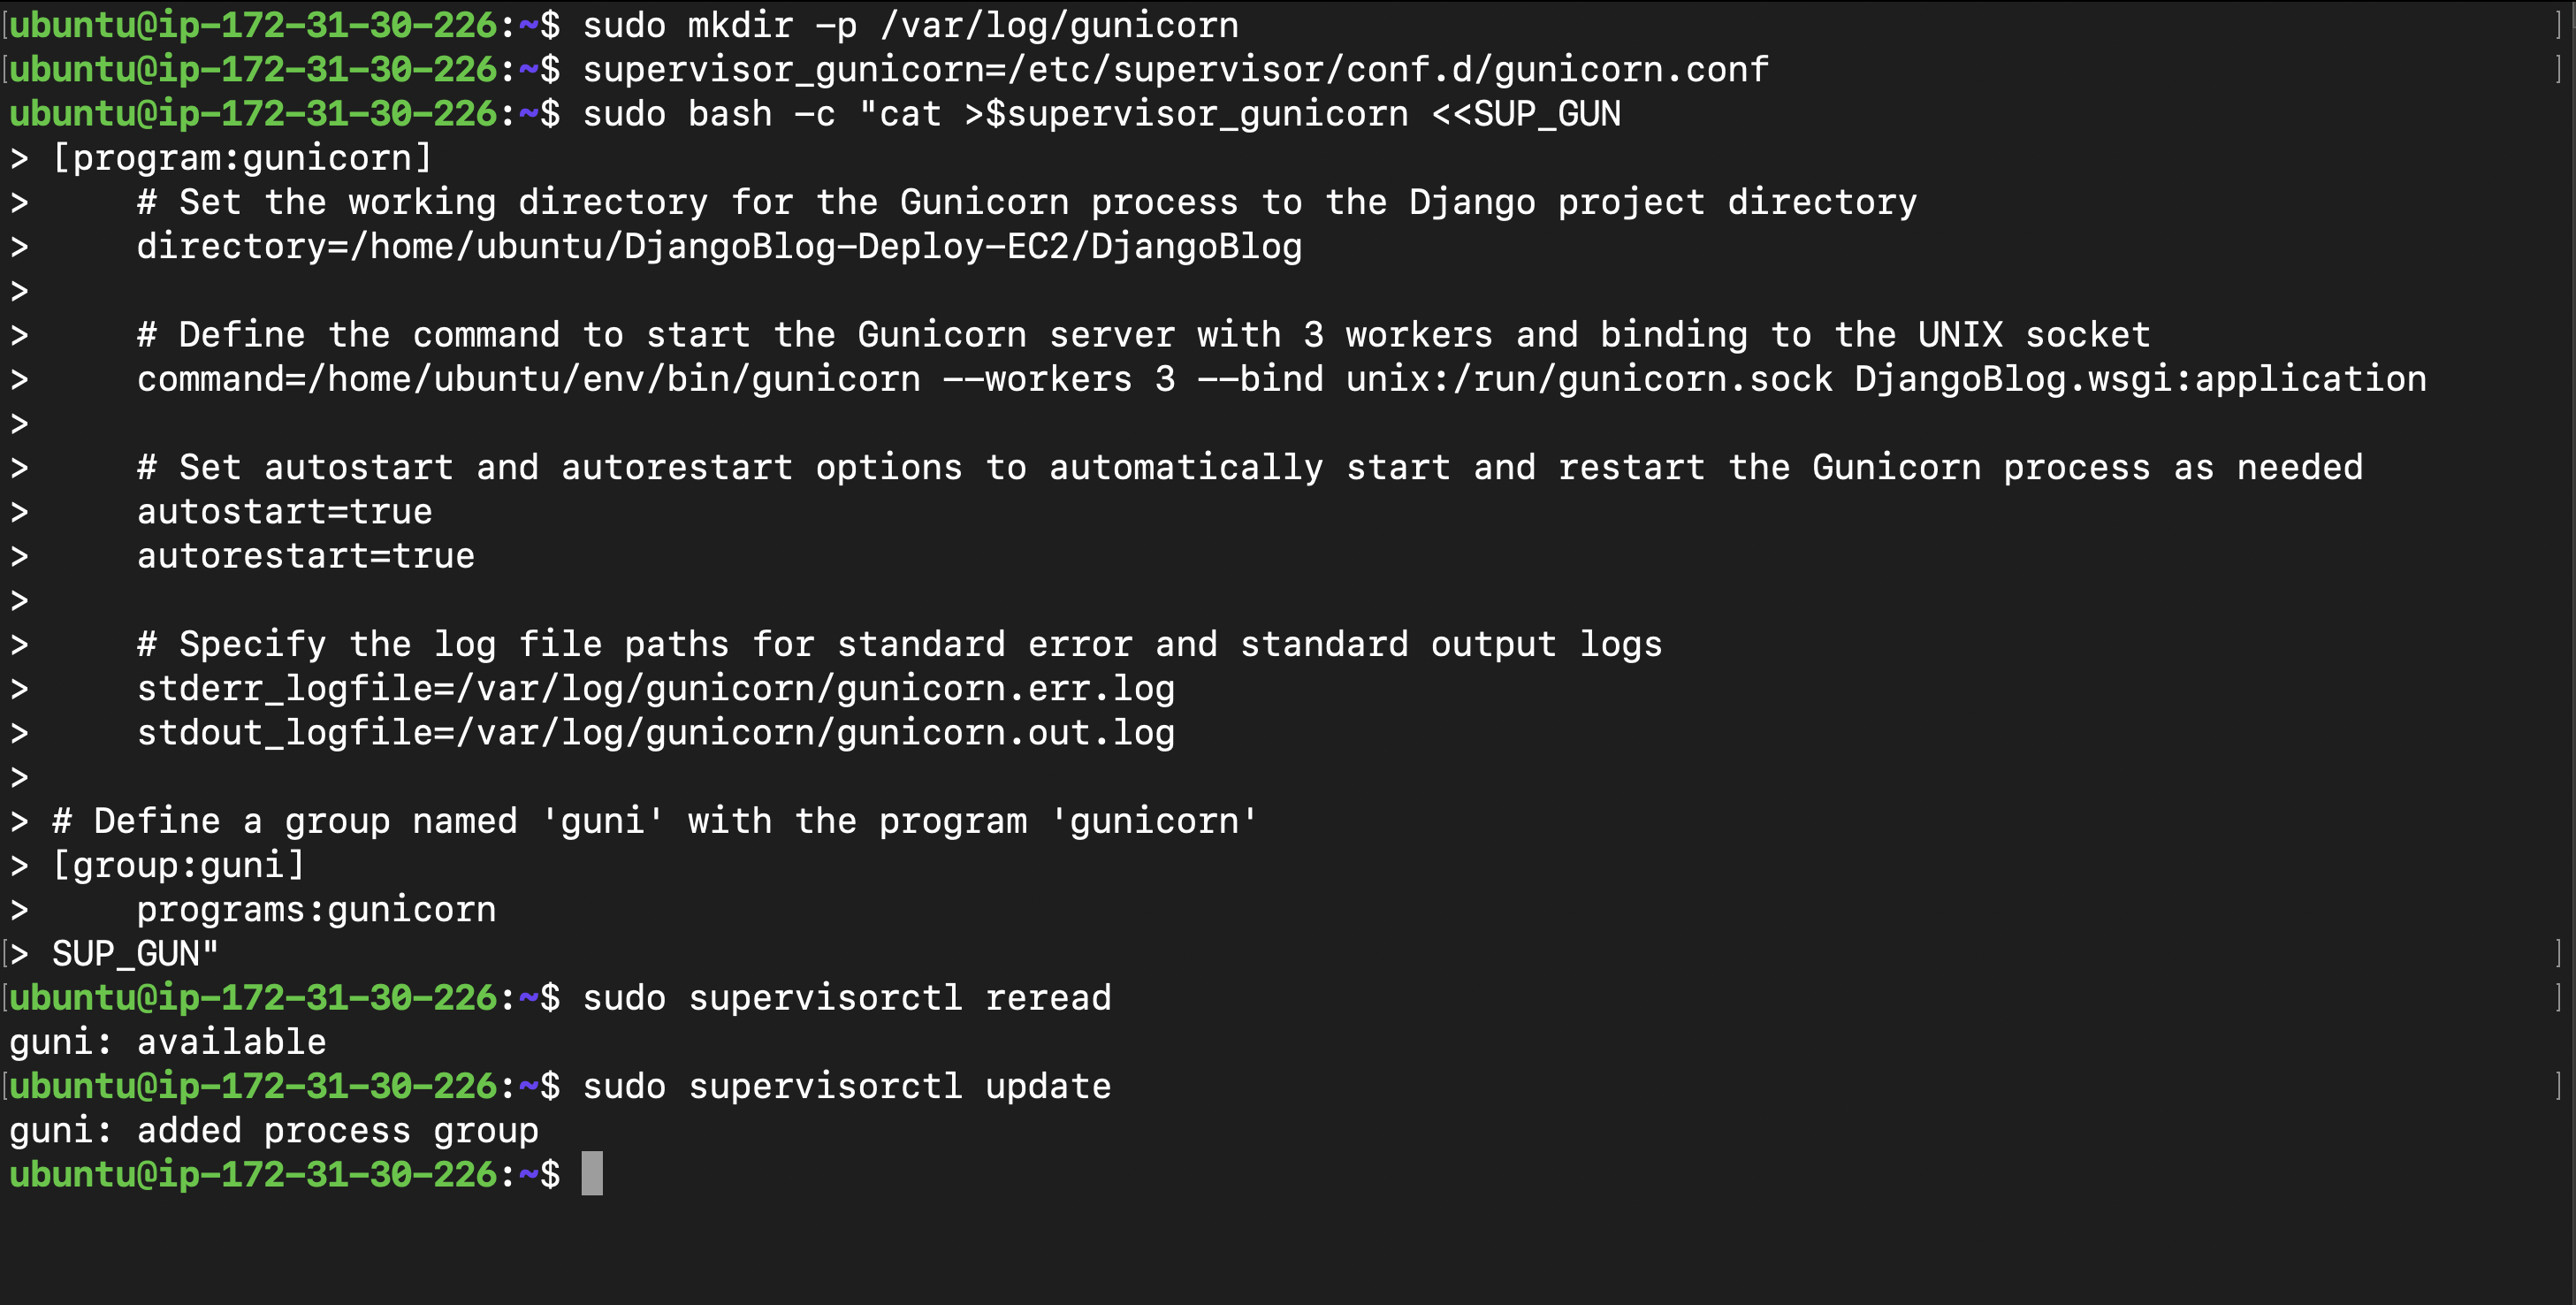 ubuntu@ip-172-31-30-226:~$ sudo mkdir -p /var/log/gunicorn
ubuntu@ip-172-31-30-226:~$ supervisor_gunicorn=/etc/supervisor/conf.d/gunicorn.conf
ubuntu@ip-172-31-30-226:~$ sudo bash -c "cat >$supervisor_gunicorn <<SUP_GUN
> [program:gunicorn]
>     # Set the working directory for the Gunicorn process to the Django project directory
>     directory=/home/ubuntu/DjangoBlog-Deploy-EC2/DjangoBlog
>
>     # Define the command to start the Gunicorn server with 3 workers and binding to the UNIX socket
>     command=/home/ubuntu/env/bin/gunicorn --workers 3 --bind unix:/run/gunicorn.sock DjangoBlog.wsgi:application
>
>     # Set autostart and autorestart options to automatically start and restart the Gunicorn process as needed
>     autostart=true
>     autorestart=true
>
>     # Specify the log file paths for standard error and standard output logs
>     stderr_logfile=/var/log/gunicorn/gunicorn.err.log
>     stdout_logfile=/var/log/gunicorn/gunicorn.out.log
>
> # Define a group named 'guni' with the program 'gunicorn'
> [group:guni]
>     programs:gunicorn
> SUP_GUN"
ubuntu@ip-172-31-30-226:~$ sudo supervisorctl reread
guni: available
ubuntu@ip-172-31-30-226:~$ sudo supervisorctl update
guni: added process group
ubuntu@ip-172-31-30-226:~$